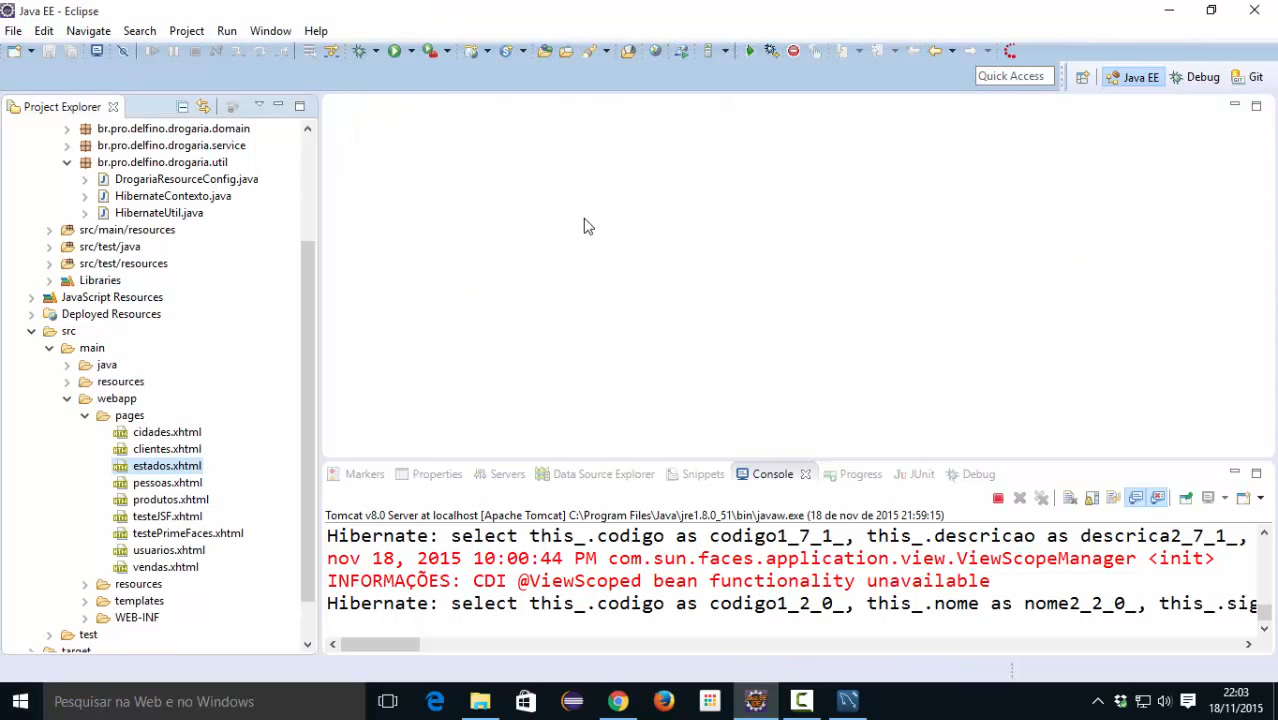 Java EE - Eclipse
File Edit Navigate Search Project Run Window Help
Quick Access
Java EE Debug Git
Project Explorer
br.pro.delfino.drogaria.domain
br.pro.delfino.drogaria.service
br.pro.delfino.drogaria.util
DrogariaResourceConfig.java
HibernateContexto.java
HibernateUtil.java
src/main/resources
src/test/java
src/test/resources
Libraries
JavaScript Resources
Deployed Resources
src
main
java
resources
webapp
pages
cidades.xhtml
clientes.xhtml
estados.xhtml
pessoas.xhtml
produtos.xhtml
testeJSF.xhtml
testePrimeFaces.xhtml
usuarios.xhtml
vendas.xhtml
resources
templates
WEB-INF
test
target
Markers Properties Servers Data Source Explorer Snippets Console Progress JUnit Debug
Tomcat v8.0 Server at localhost [Apache Tomcat] C:\Program Files\Java\jre1.8.0_51\bin\javaw.exe (18 de nov de 2015 21:59:15)
Hibernate: select this_.codigo as codigo1_7_1_, this_.descricao as descrica2_7_1_,
nov 18, 2015 10:00:44 PM com.sun.faces.application.view.ViewScopeManager <init>
INFORMAÇÕES: CDI @ViewScoped bean functionality unavailable
Hibernate: select this_.codigo as codigo1_2_0_, this_.nome as nome2_2_0_, this_.sig
Pesquisar na Web e no Windows
22:03
18/11/2015